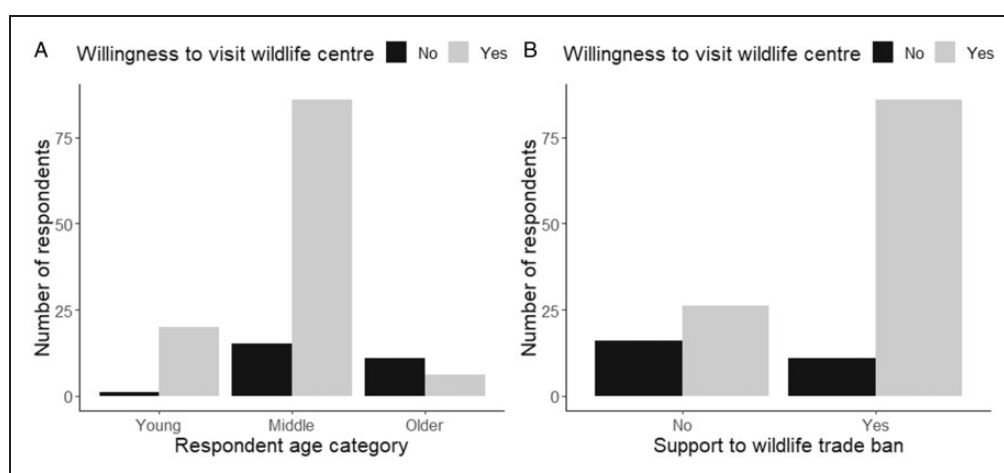 A Willingness to visit wildlife centre No Yes
Number of respondents
75
50
25
0
Young Middle Older
Respondent age category
B Willingness to visit wildlife centre No Yes
Number of respondents
75
50
25
0
No Yes
Support to wildlife trade ban